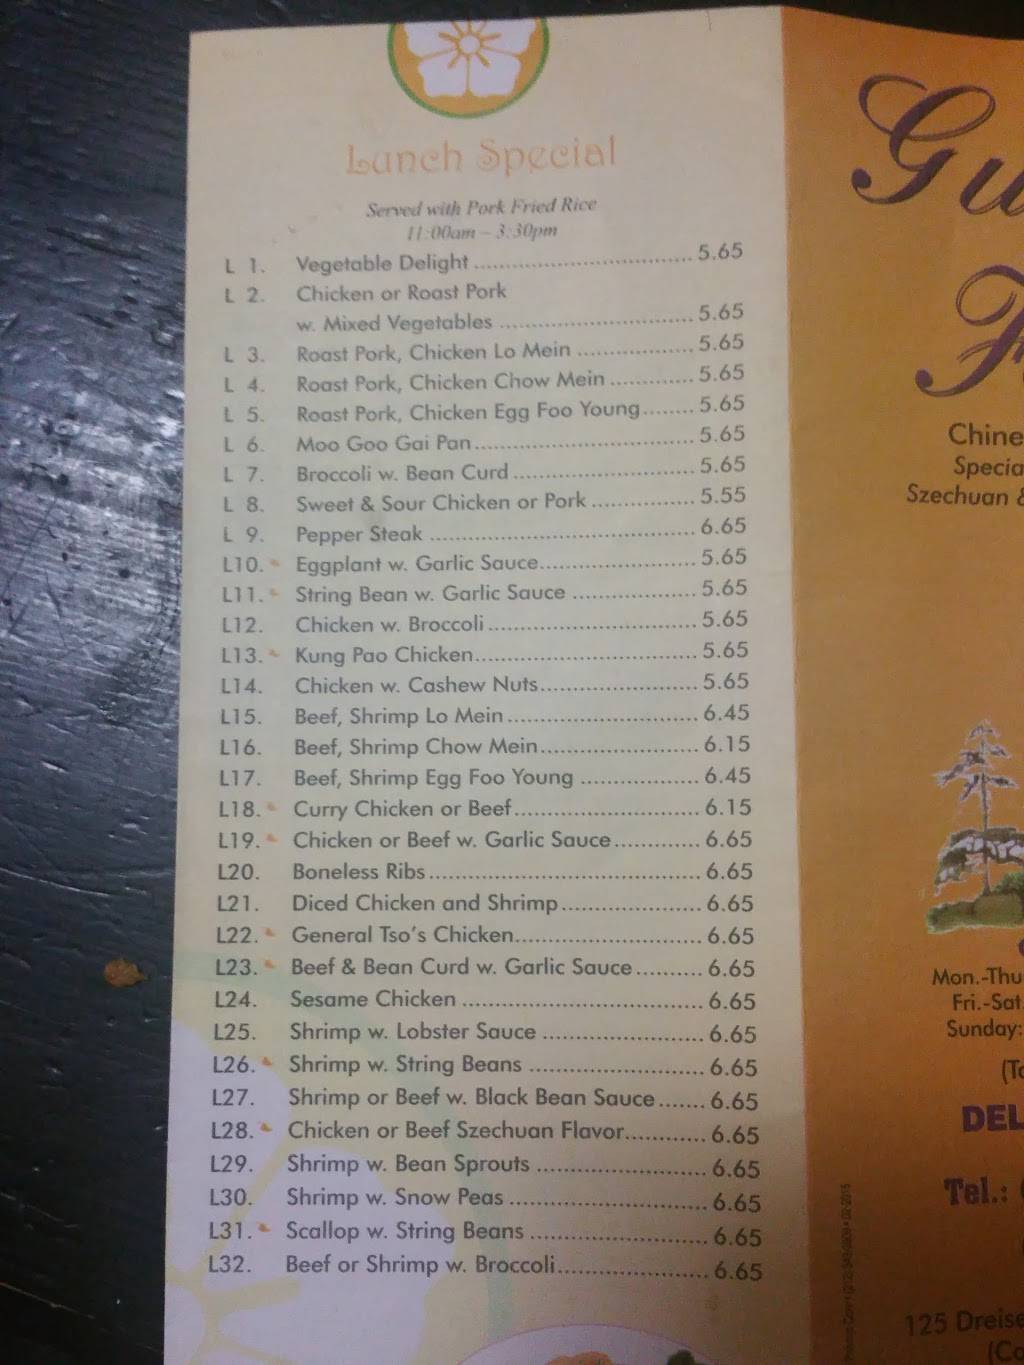 Lunch Special
Served with Pork Fried Rice
11:00am – 3:30pm
L 1. Vegetable Delight ........ 5.65
L 2. Chicken or Roast Pork
w. Mixed Vegetables ........ 5.65
L 3. Roast Pork, Chicken Lo Mein ........ 5.65
L 4. Roast Pork, Chicken Chow Mein ........ 5.65
L 5. Roast Pork, Chicken Egg Foo Young ........ 5.65
L 6. Moo Goo Gai Pan ........ 5.65
L 7. Broccoli w. Bean Curd ........ 5.65
L 8. Sweet & Sour Chicken or Pork ........ 5.55
L 9. Pepper Steak ........ 6.65
L10. Eggplant w. Garlic Sauce ........ 5.65
L11. String Bean w. Garlic Sauce ........ 5.65
L12. Chicken w. Broccoli ........ 5.65
L13. Kung Pao Chicken ........ 5.65
L14. Chicken w. Cashew Nuts ........ 5.65
L15. Beef, Shrimp Lo Mein ........ 6.45
L16. Beef, Shrimp Chow Mein ........ 6.15
L17. Beef, Shrimp Egg Foo Young ........ 6.45
L18. Curry Chicken or Beef ........ 6.15
L19. Chicken or Beef w. Garlic Sauce ........ 6.65
L20. Boneless Ribs ........ 6.65
L21. Diced Chicken and Shrimp ........ 6.65
L22. General Tso's Chicken ........ 6.65
L23. Beef & Bean Curd w. Garlic Sauce ........ 6.65
L24. Sesame Chicken ........ 6.65
L25. Shrimp w. Lobster Sauce ........ 6.65
L26. Shrimp w. String Beans ........ 6.65
L27. Shrimp or Beef w. Black Bean Sauce ........ 6.65
L28. Chicken or Beef Szechuan Flavor ........ 6.65
L29. Shrimp w. Bean Sprouts ........ 6.65
L30. Shrimp w. Snow Peas ........ 6.65
L31. Scallop w. String Beans ........ 6.65
L32. Beef or Shrimp w. Broccoli ........ 6.65
Gu
Chine
Specia
Szechuan &
Mon.-Thu
Fri.-Sat.
Sunday:
(To
DEL
Tel.: (
125 Dreise
(Co